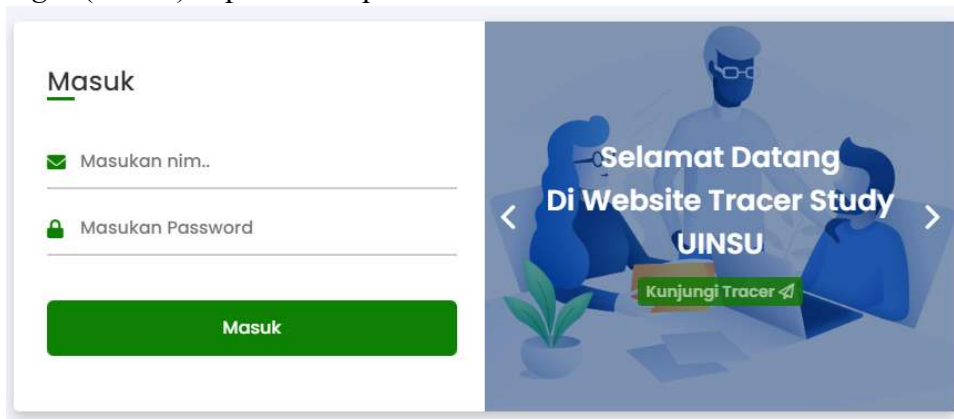 Masuk
Masukan nim..
Masukan Password
Masuk
Selamat Datang
Di Website Tracer Study
UINSU
Kunjungi Tracer